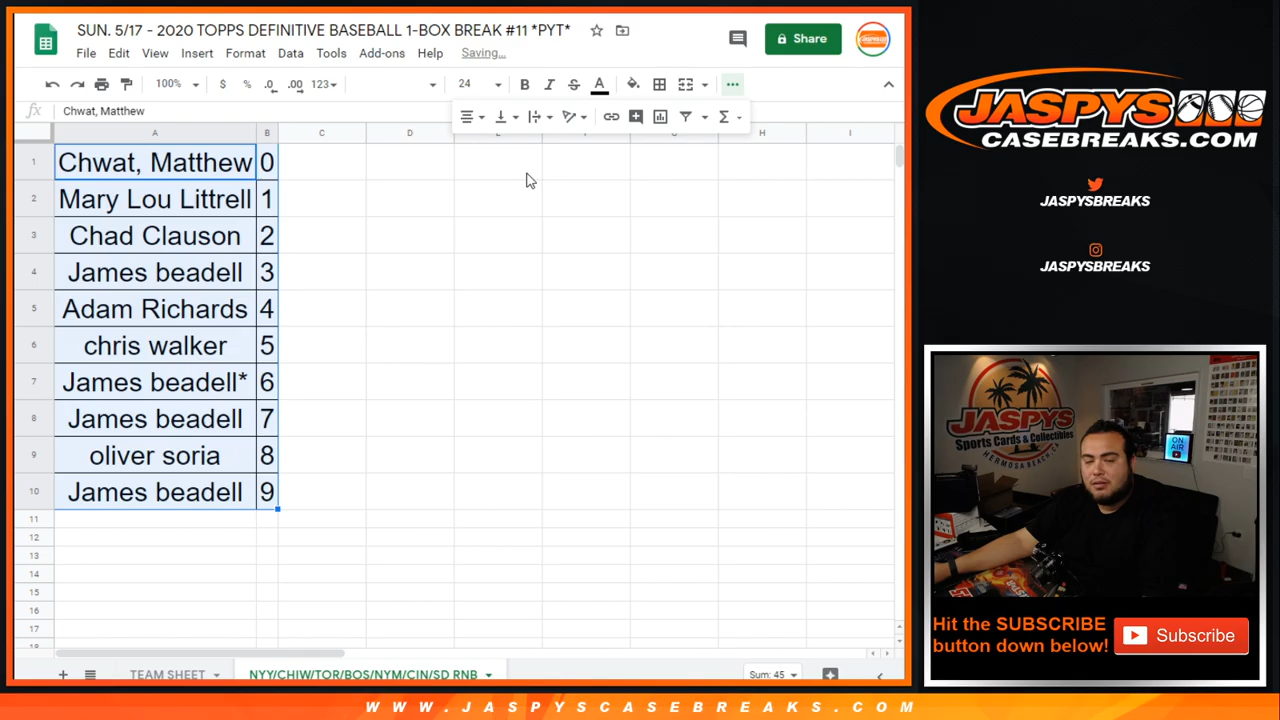 SUN. 5/17 - 2020 TOPPS DEFINITIVE BASEBALL 1-BOX BREAK #11 *PYT*
File Edit View Insert Format Data Tools Add-ons Help Saving...
Share
100% $ % .0 .00 123 24 B I S A
fx Chwat, Matthew
A B C D H I
1 Chwat, Matthew 0
2 Mary Lou Littrell 1
3 Chad Clauson 2
4 James beadell 3
5 Adam Richards 4
6 chris walker 5
7 James beadell* 6
8 James beadell 7
9 oliver soria 8
10 James beadell 9
11
12
13
14
15
16
17
18
TEAM SHEET NYY/CHIW/TOR/BOS/NYM/CIN/SD RNB Sum: 45
JASPYS
CASEBREAKS.COM
JASPYSBREAKS
JASPYSBREAKS
JASPYS
Sports Cards & Collectibles
HERMOSA BEACH, CA
ON AIR
Hit the SUBSCRIBE
button down below!
Subscribe
WWW.JASPYSCASEBREAKS.COM